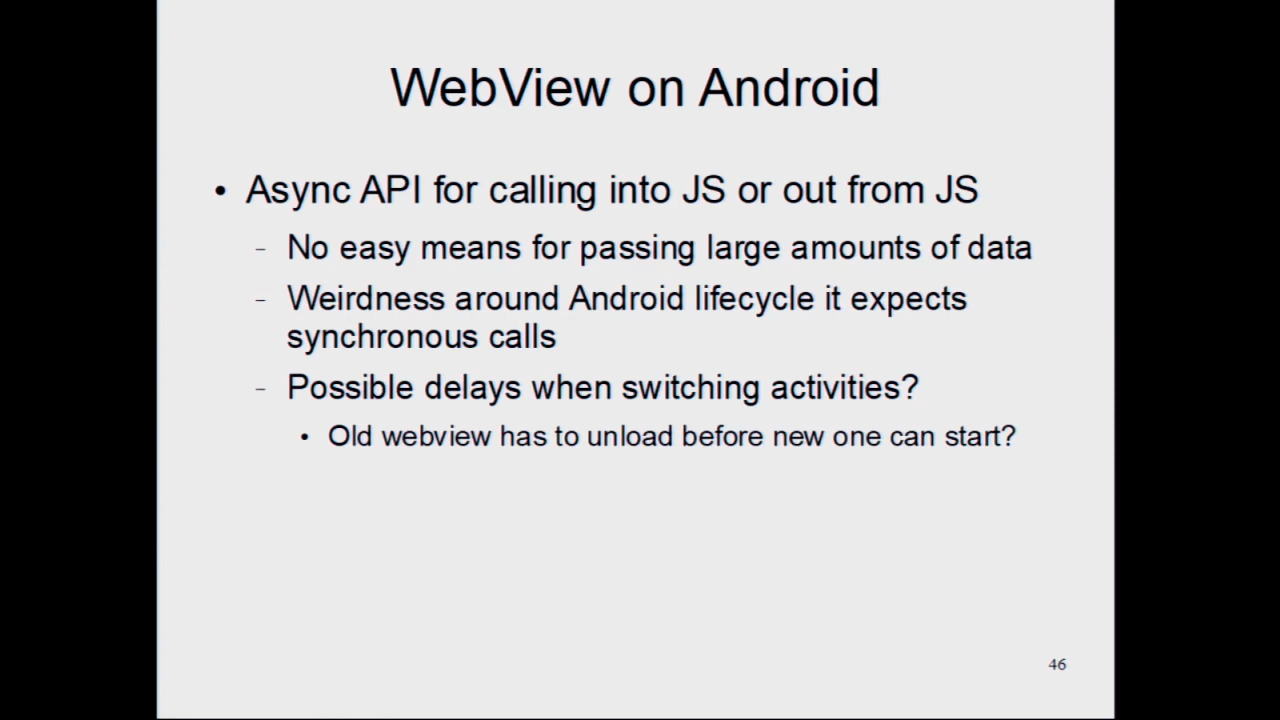 WebView on Android
• Async API for calling into JS or out from JS
– No easy means for passing large amounts of data
– Weirdness around Android lifecycle it expects
synchronous calls
– Possible delays when switching activities?
• Old webview has to unload before new one can start?
46